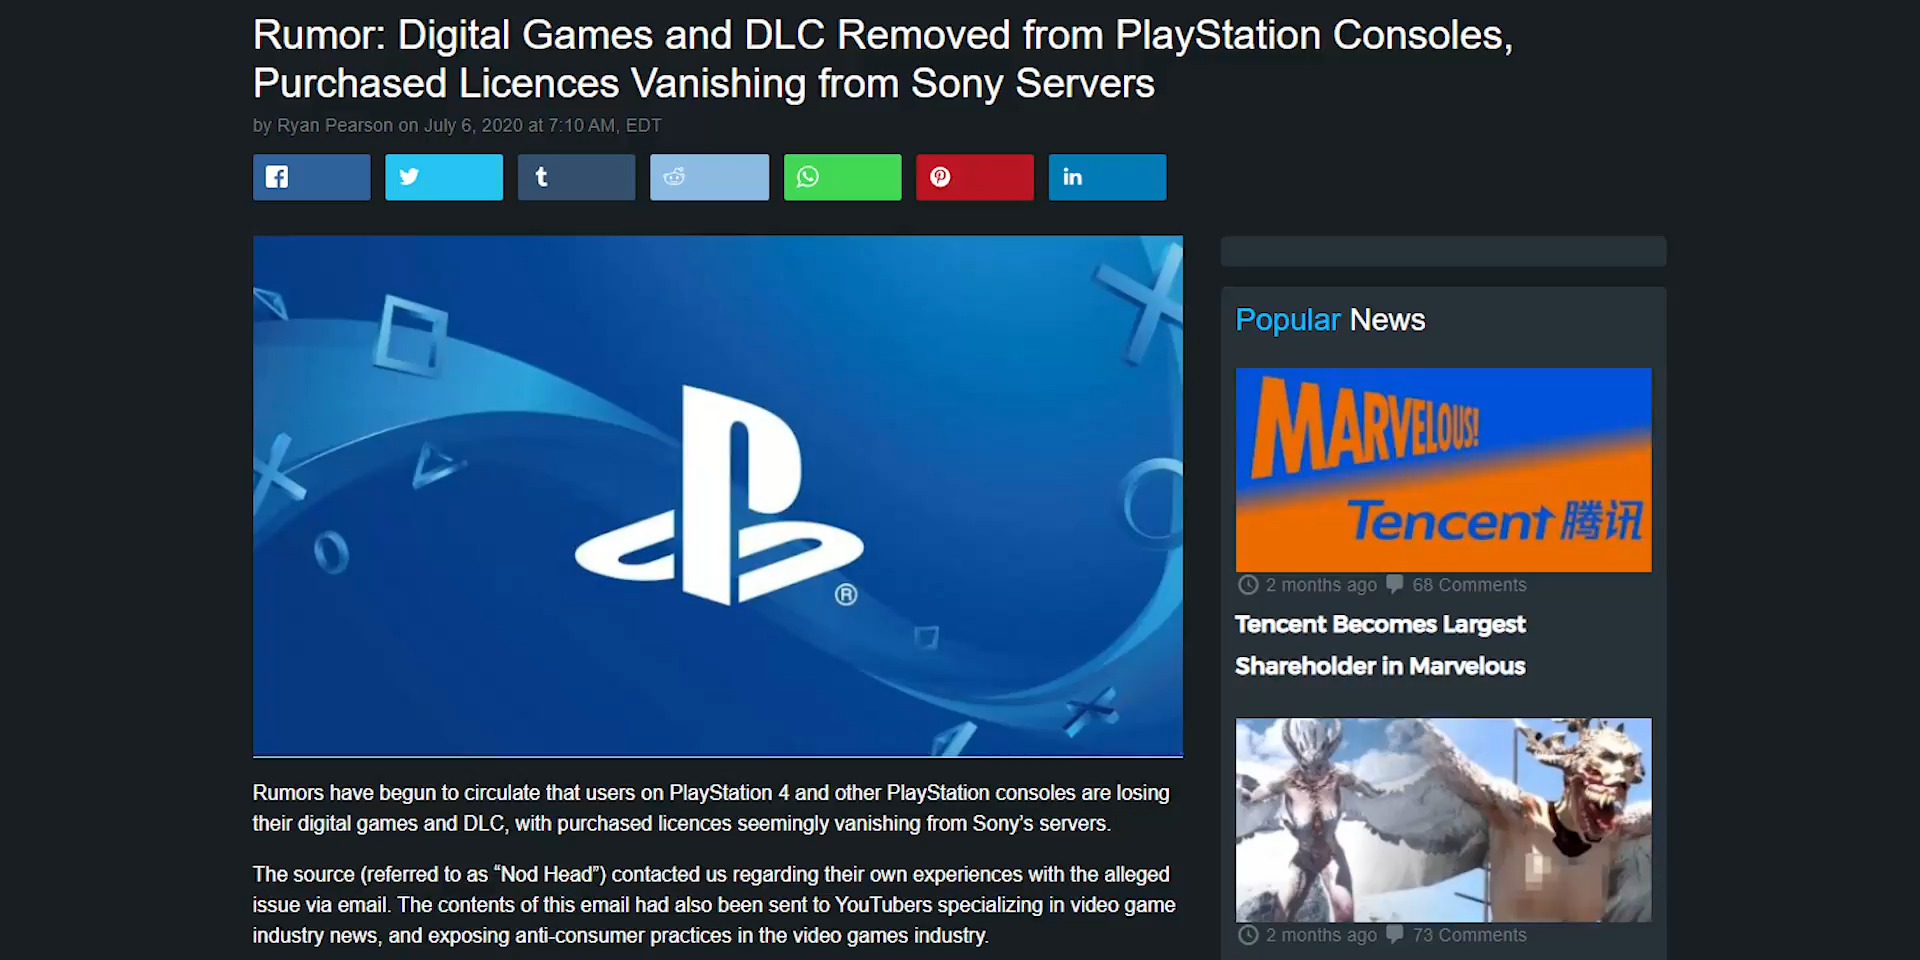 Rumor: Digital Games and DLC Removed from PlayStation Consoles,
Purchased Licences Vanishing from Sony Servers
by Ryan Pearson on July 6, 2020 at 7:10 AM, EDT
Popular News
MARVELOUS!
Tencent 腾讯
2 months ago 68 Comments
Tencent Becomes Largest
Shareholder in Marvelous
2 months ago 73 Comments
®
Rumors have begun to circulate that users on PlayStation 4 and other PlayStation consoles are losing
their digital games and DLC, with purchased licences seemingly vanishing from Sony's servers.
The source (referred to as “Nod Head”) contacted us regarding their own experiences with the alleged
issue via email. The contents of this email had also been sent to YouTubers specializing in video game
industry news, and exposing anti-consumer practices in the video games industry.